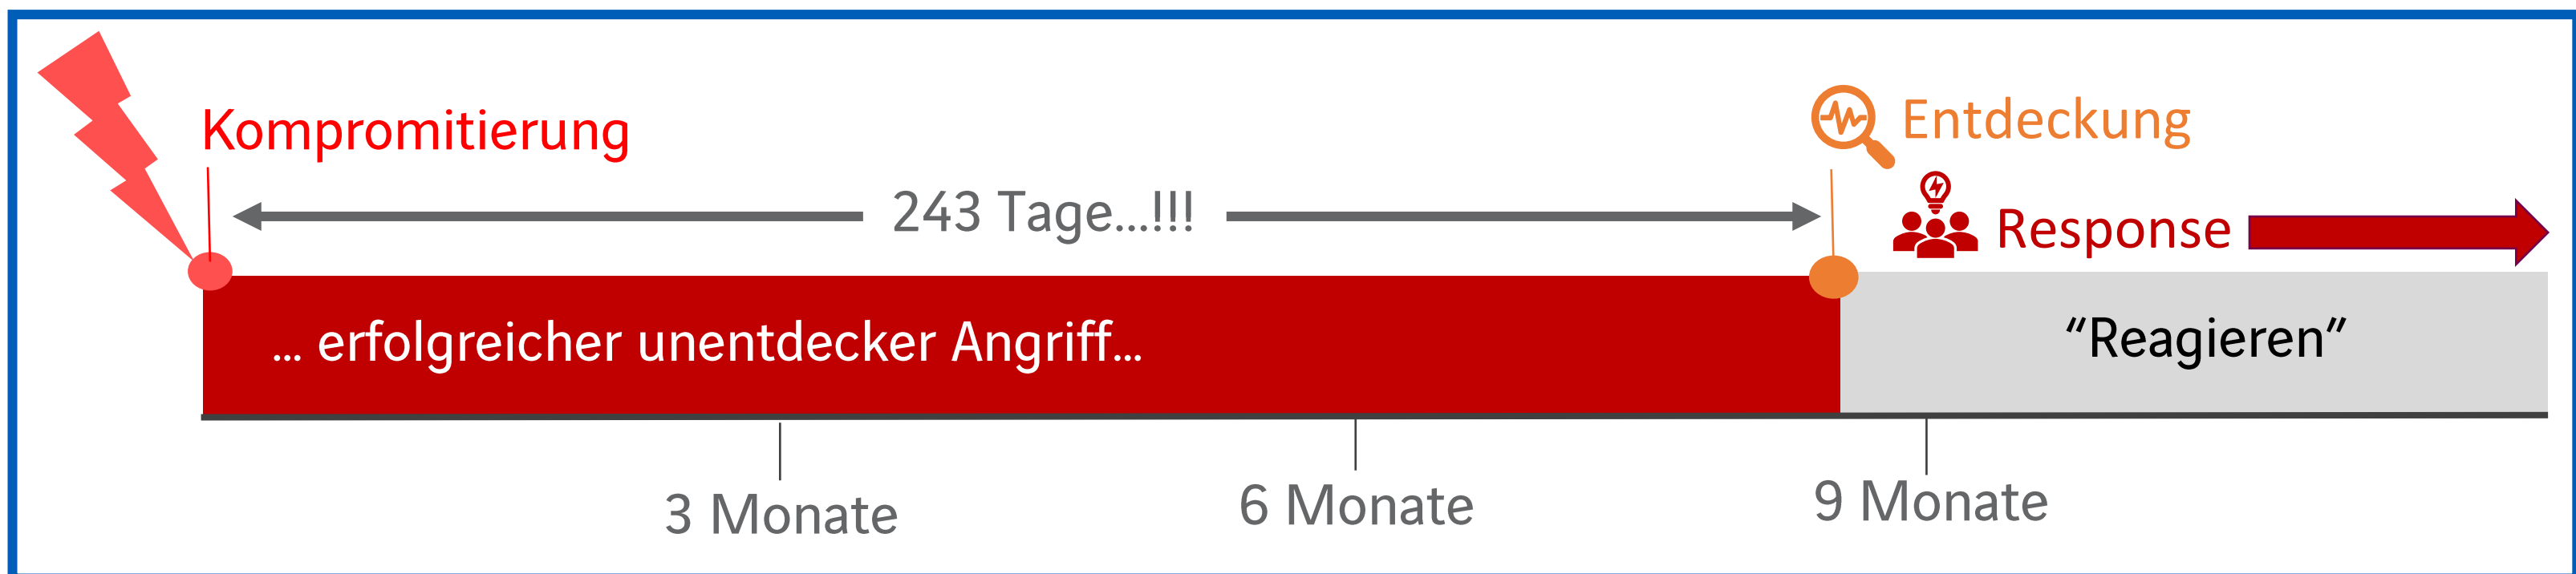 Kompromitierung
Entdeckung
243 Tage...!!!
Response
... erfolgreicher unentdecker Angriff...
“Reagieren”
3 Monate
6 Monate
9 Monate